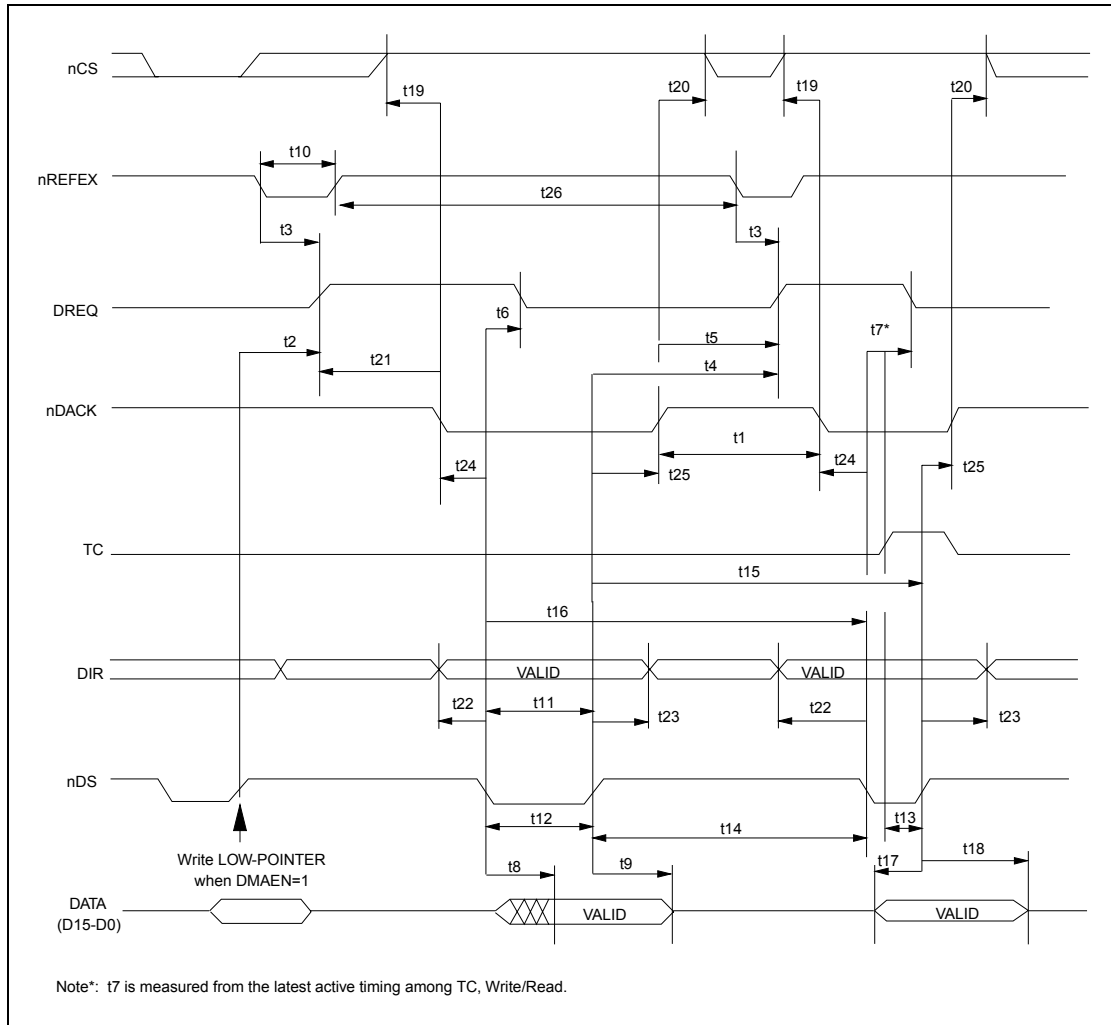 nCS
t19
t20
t19
t20
t10
nREFEX
t26
t3
t3
DREQ
t6
t7*
t2
t5
t21
t4
nDACK
t1
t24
t25
t24
t25
TC
t15
t16
DIR
VALID
VALID
t22
t11
t23
t22
t23
nDS
t12
t14
t13
Write LOW-POINTER
when DMAEN=1
t8
t9
t17
t18
DATA
(D15-D0)
VALID
VALID
Note*: t7 is measured from the latest active timing among TC, Write/Read.